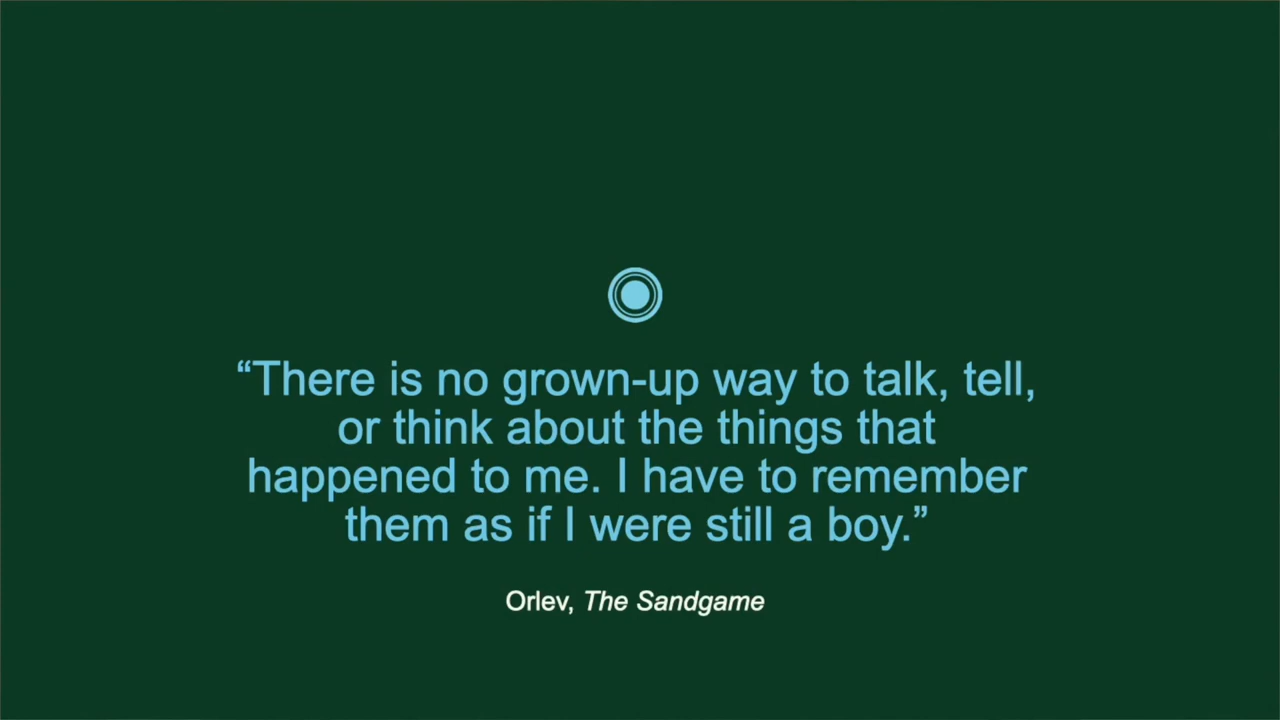 “There is no grown-up way to talk, tell,
or think about the things that
happened to me. I have to remember
them as if I were still a boy.”
Orlev, The Sandgame